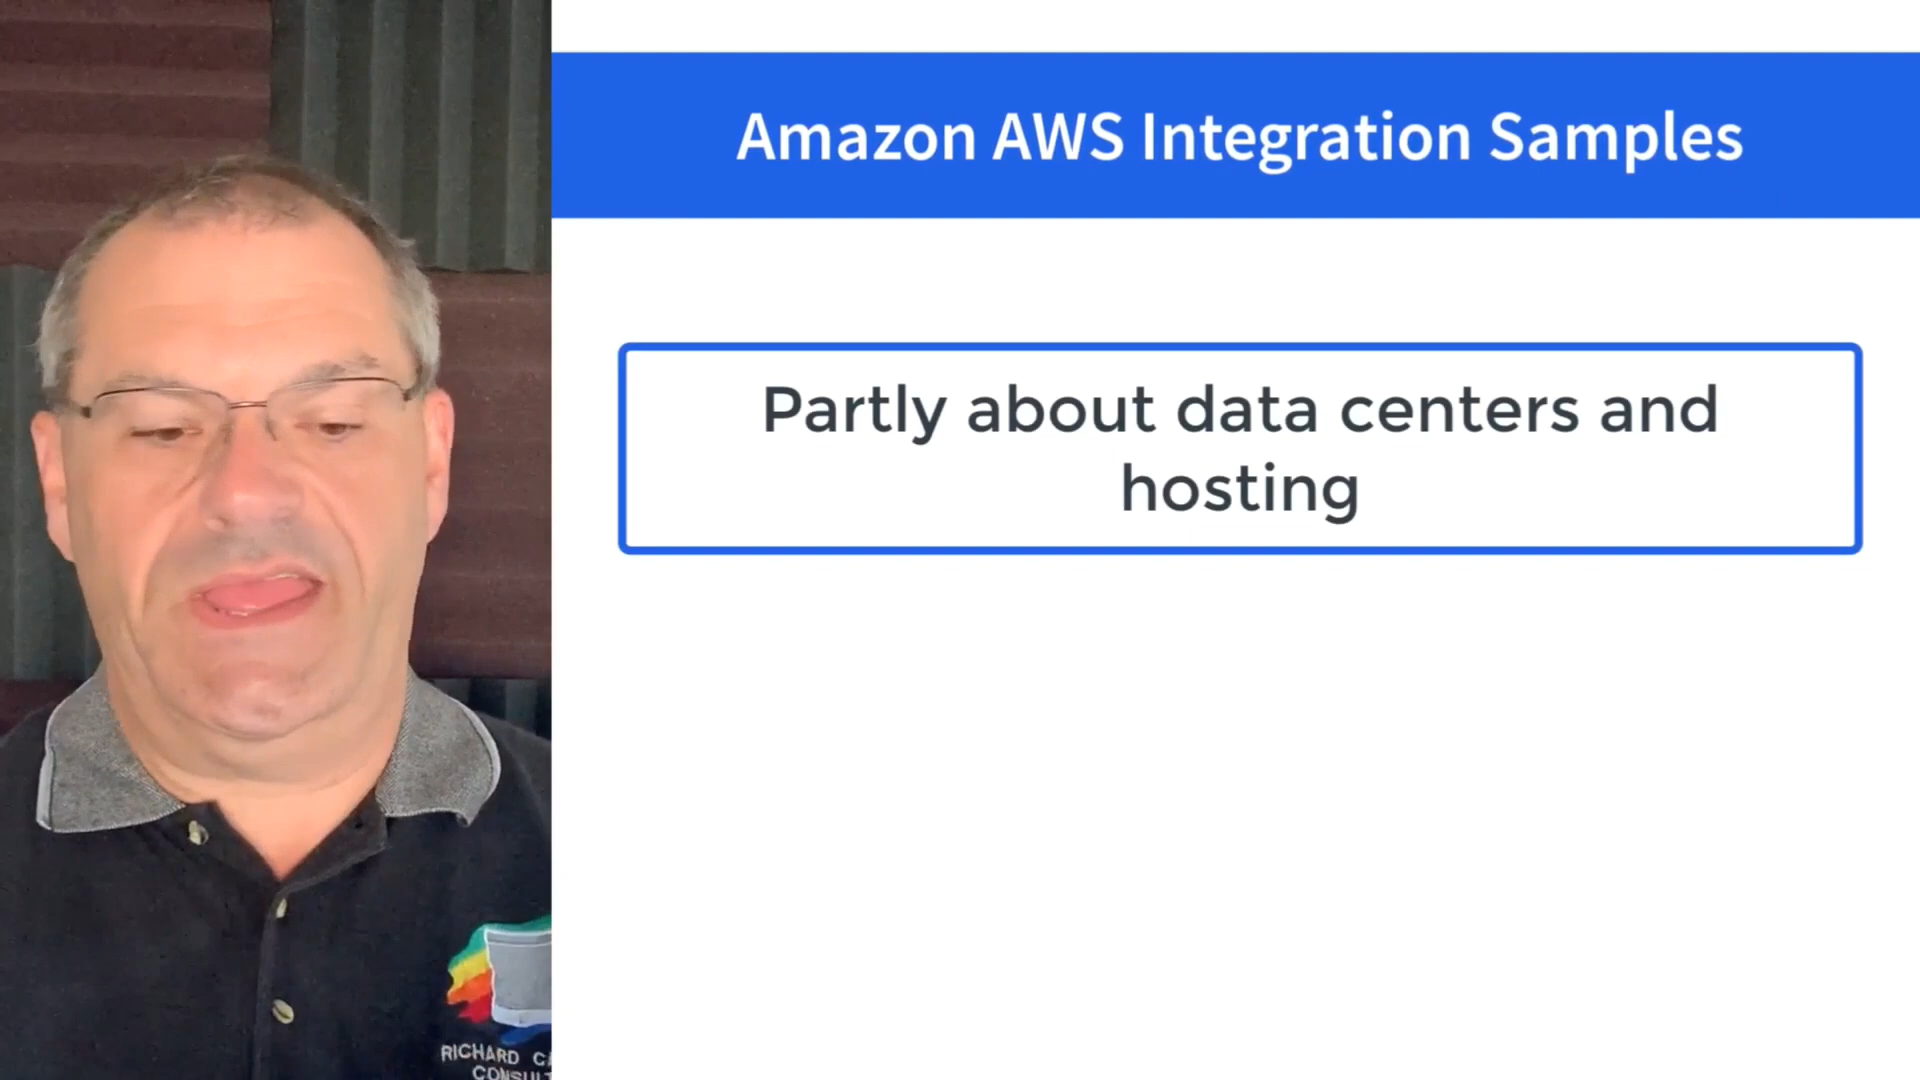 Amazon AWS Integration Samples
Partly about data centers and
hosting
RICHARD